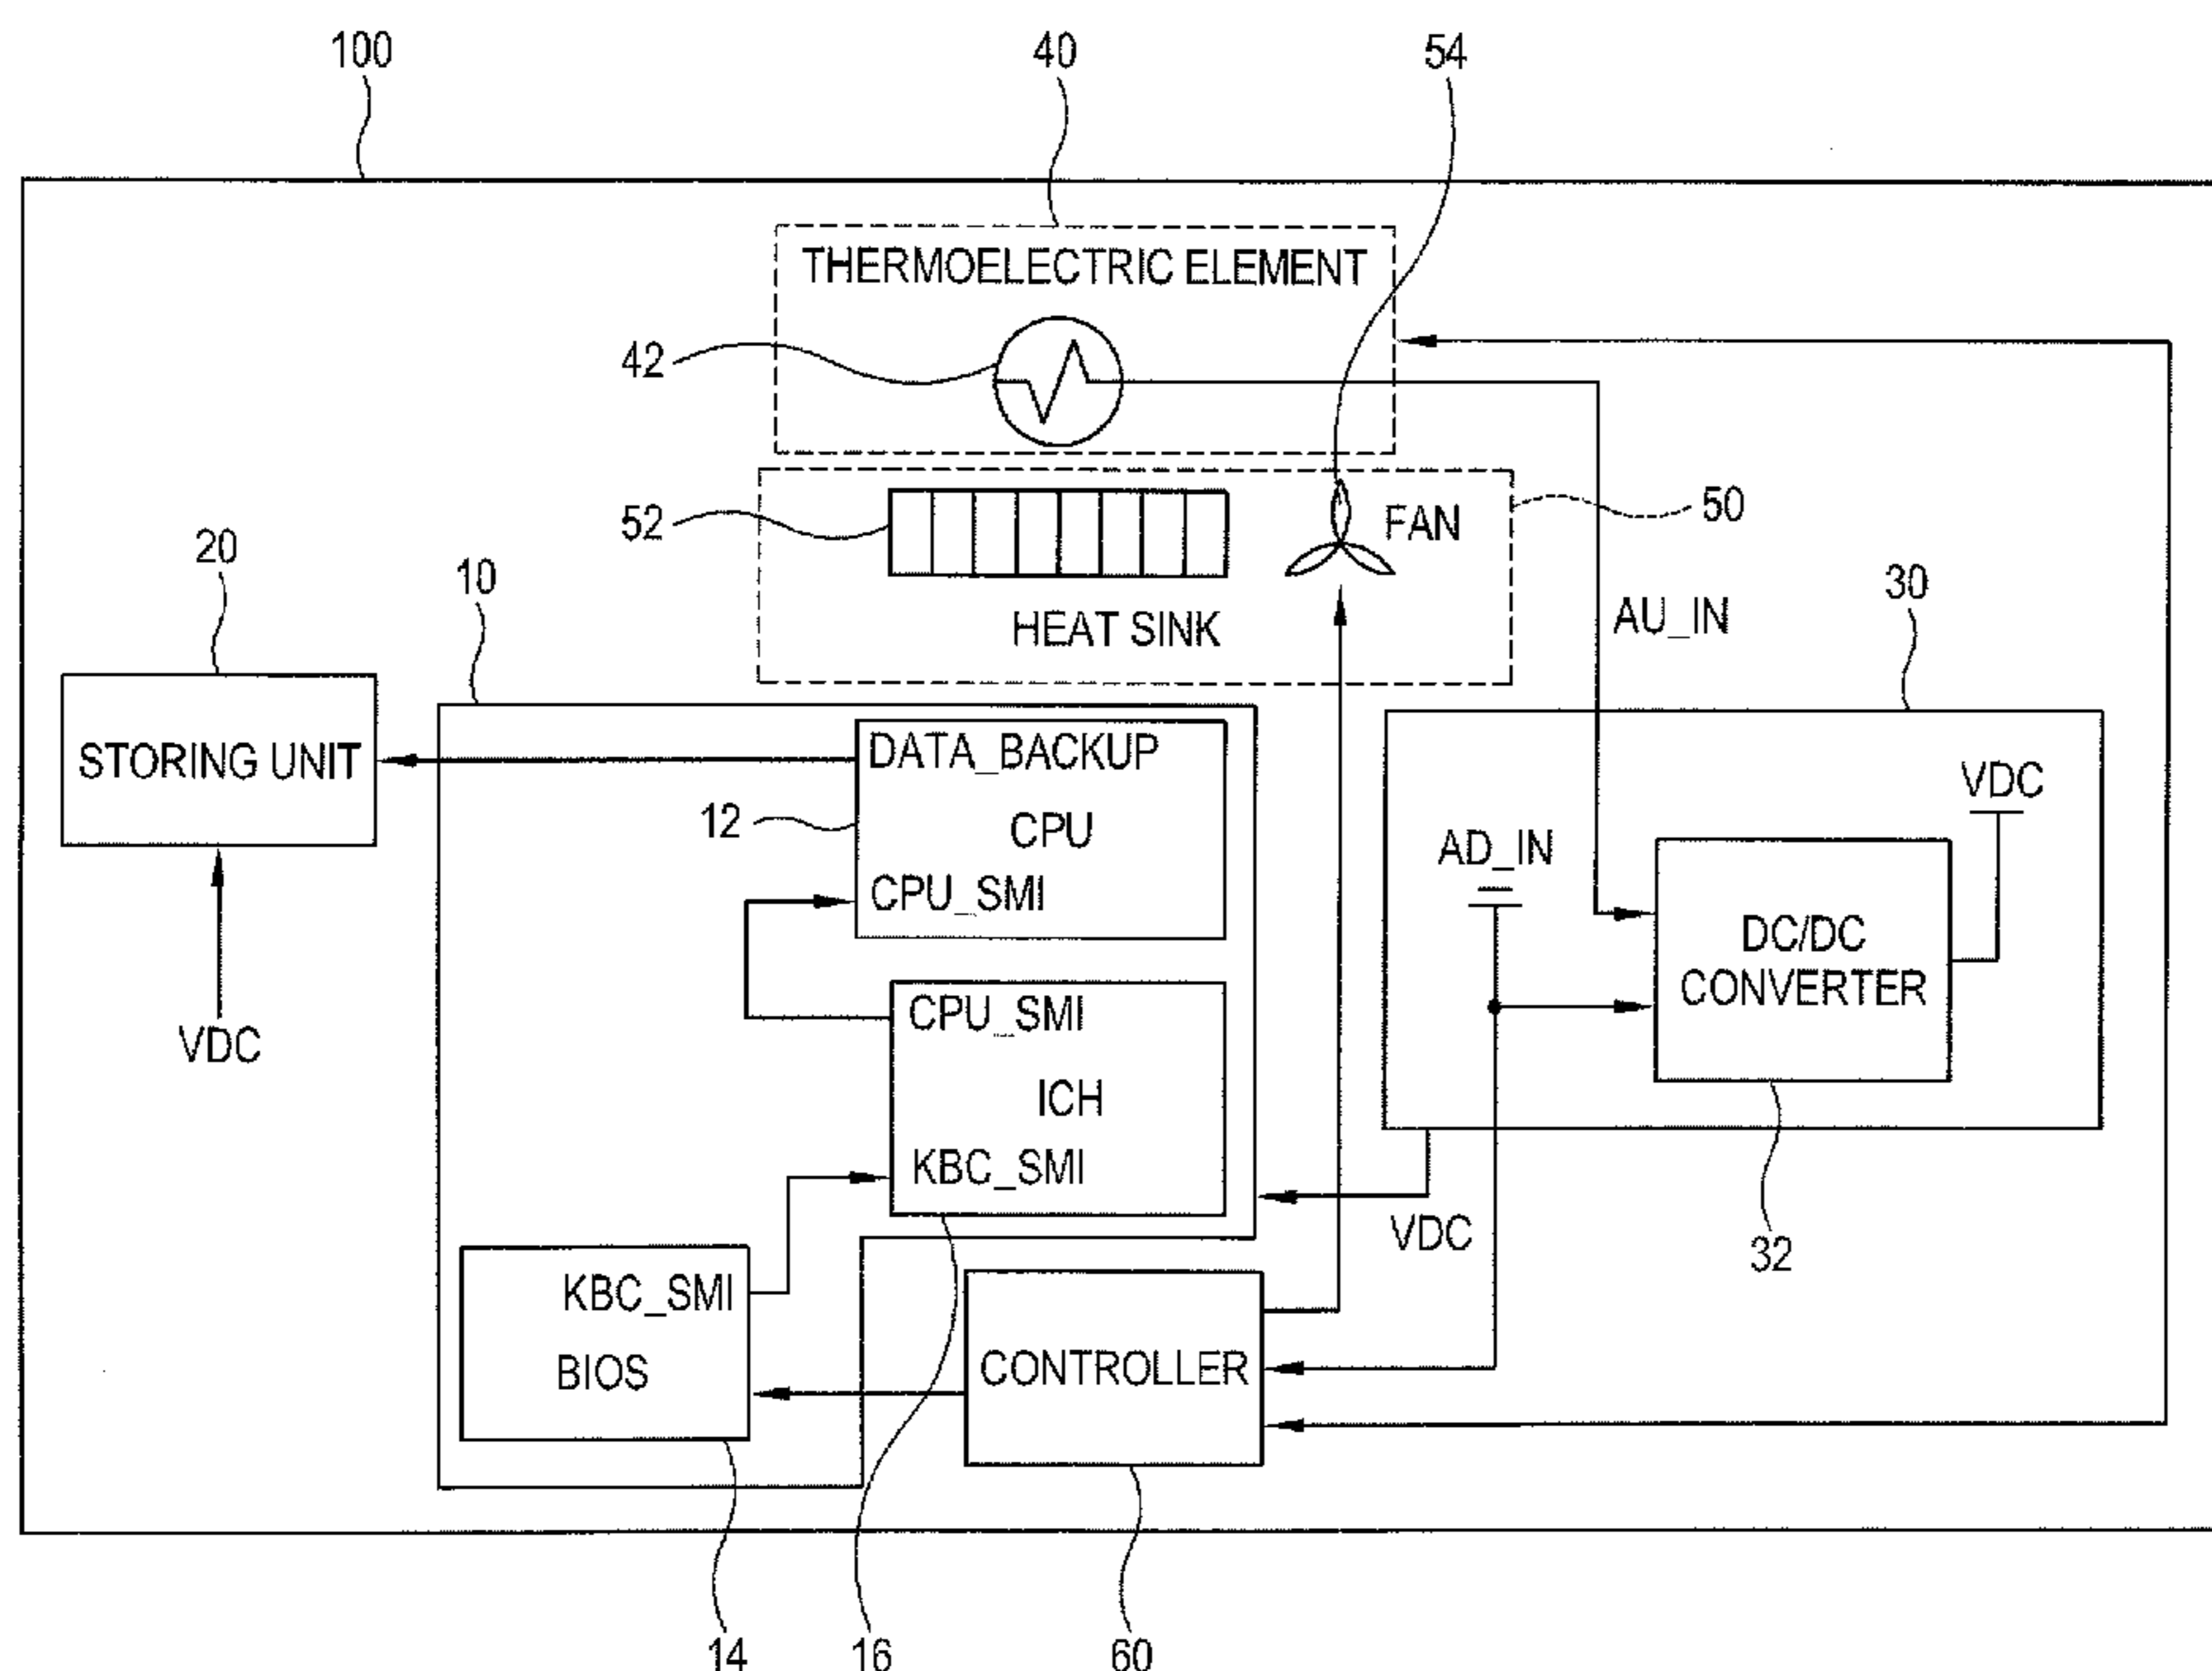 100
40
54
THERMOELECTRIC ELEMENT
42
52
FAN
50
HEAT SINK
AU_IN
20
10
30
STORING UNIT
DATA_BACKUP
12
CPU
CPU_SMI
VDC
AD_IN
DC/DC
CONVERTER
VDC
CPU_SMI
ICH
KBC_SMI
VDC
32
KBC_SMI
BIOS
CONTROLLER
14
16
60